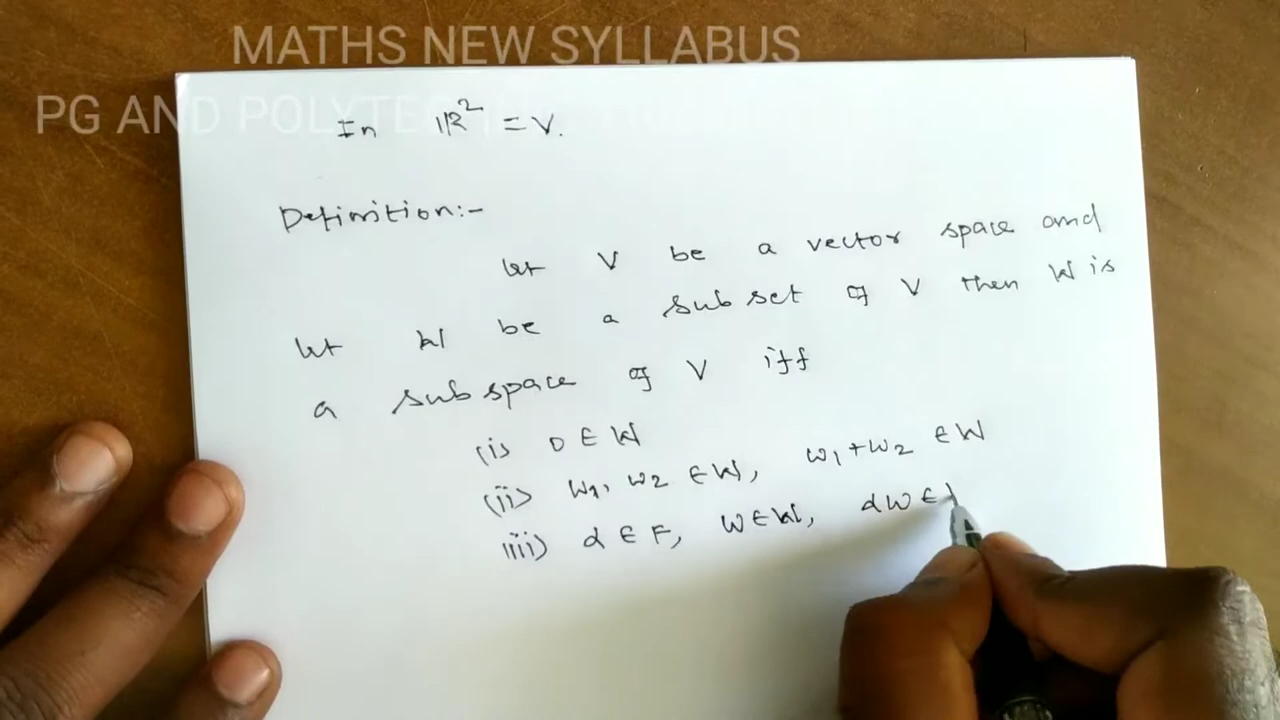 MATHS NEW SYLLABUS
PG AND POLYTE
In ℝ² = V.
Definition:-
Let V be a vector space and
let W be a subset of V then W is
a subspace of V iff
(i) 0 ∈ W
(ii) w₁, w₂ ∈ W, w₁ + w₂ ∈ W
(iii) α ∈ F, w ∈ W, αw ∈